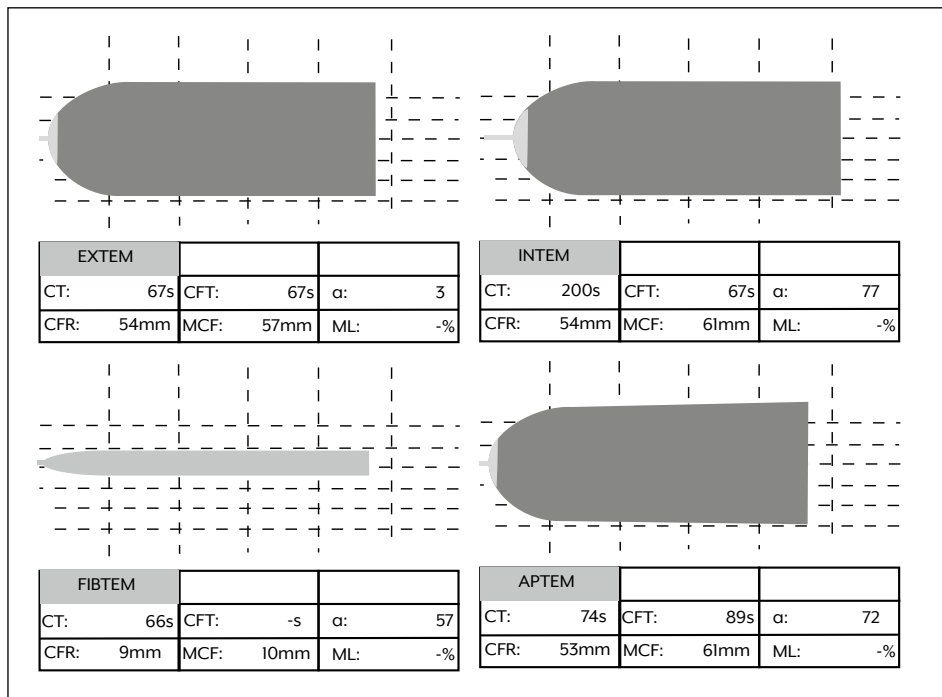 EXTEM
CT: 67s CFT: 67s α: 3
CFR: 54mm MCF: 57mm ML: -%
INTEM
CT: 200s CFT: 67s α: 77
CFR: 54mm MCF: 61mm ML: -%
FIBTEM
CT: 66s CFT: -s α: 57
CFR: 9mm MCF: 10mm ML: -%
APTEM
CT: 74s CFT: 89s α: 72
CFR: 53mm MCF: 61mm ML: -%